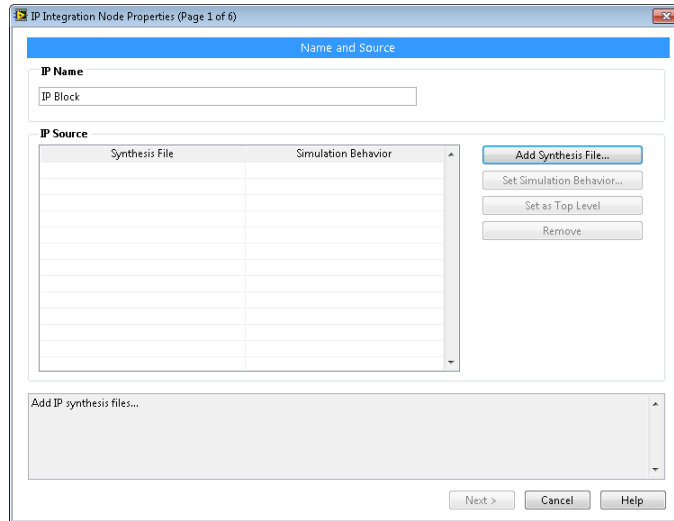 IP Integration Node Properties (Page 1 of 6)
Name and Source
IP Name
IP Block
IP Source
Synthesis File Simulation Behavior
Add Synthesis File...
Set Simulation Behavior...
Set as Top Level
Remove
Add IP synthesis files...
Next > Cancel Help